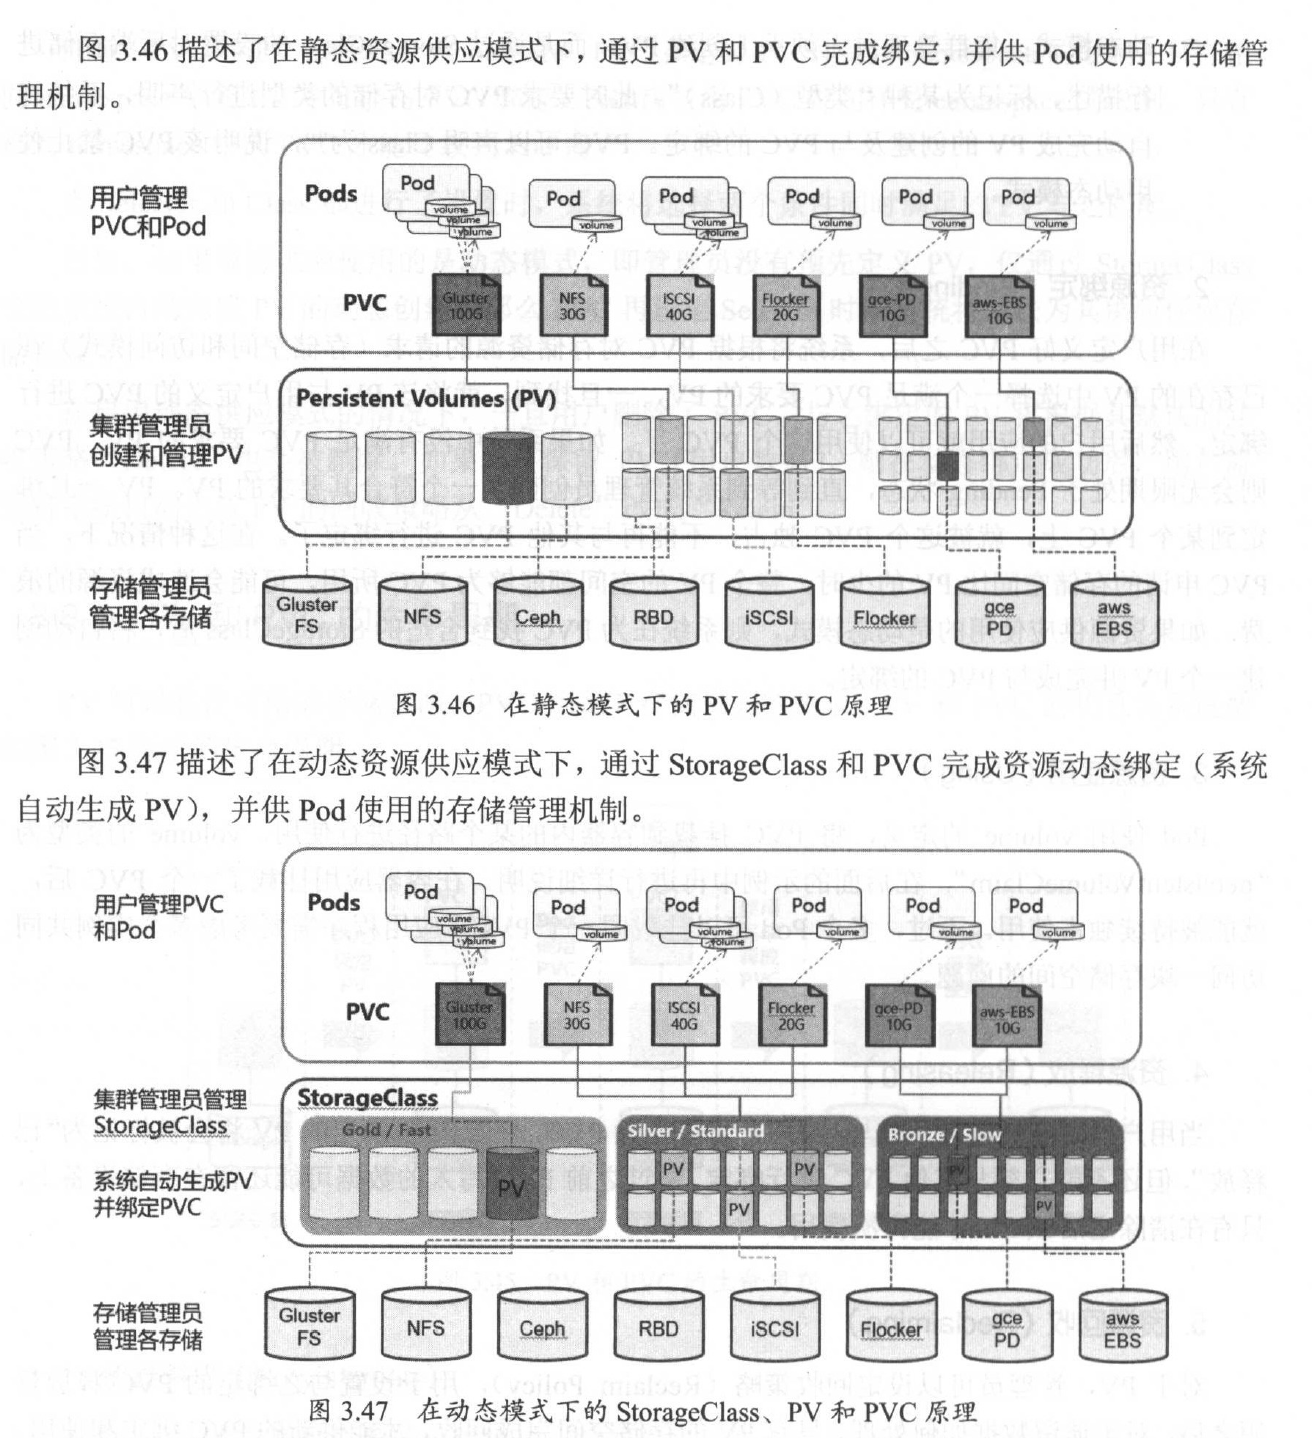 图 3.46 描述了在静态资源供应模式下，通过 PV 和 PVC 完成绑定，并供 Pod 使用的存储管
理机制。
用户管理
PVC和Pod
Pods
Pod
volume
volume
volume
Pod
volume
Pod
volume
volume
Pod
volume
Pod
volume
Pod
volume
PVC
Gluster
100G
NFS
30G
iSCSI
40G
Flocker
20G
gce-PD
10G
aws-EBS
10G
集群管理员
创建和管理PV
Persistent Volumes (PV)
存储管理员
管理各存储
Gluster
FS
NFS
Ceph
RBD
iSCSI
Flocker
gce
PD
aws
EBS
图 3.46 在静态模式下的 PV 和 PVC 原理
图 3.47 描述了在动态资源供应模式下，通过 StorageClass 和 PVC 完成资源动态绑定（系统
自动生成 PV），并供 Pod 使用的存储管理机制。
用户管理PVC
和Pod
Pods
Pod
volume
volume
volume
Pod
volume
Pod
volume
volume
Pod
volume
Pod
volume
PVC
Gluster
100G
NFS
30G
iSCSI
40G
Flocker
20G
gce-PD
10G
aws-EBS
10G
集群管理员管理
StorageClass
系统自动生成PV
并绑定PVC
StorageClass
Gold / Fast
PV
Silver / Standard
PV
PV
PV
Bronze / Slow
PV
PV
存储管理员
管理各存储
Gluster
FS
NFS
Ceph
RBD
iSCSI
Flocker
gce
PD
aws
EBS
图 3.47 在动态模式下的 StorageClass、PV 和 PVC 原理